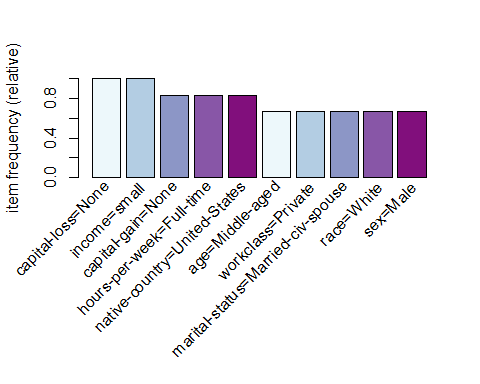 item frequency (relative)
0.0
0.4
0.8
capital-loss=None
income=small
capital-gain=None
hours-per-week=Full-time
native-country=United-States
age=Middle-aged
workclass=Private
marital-status=Married-civ-spouse
race=White
sex=Male